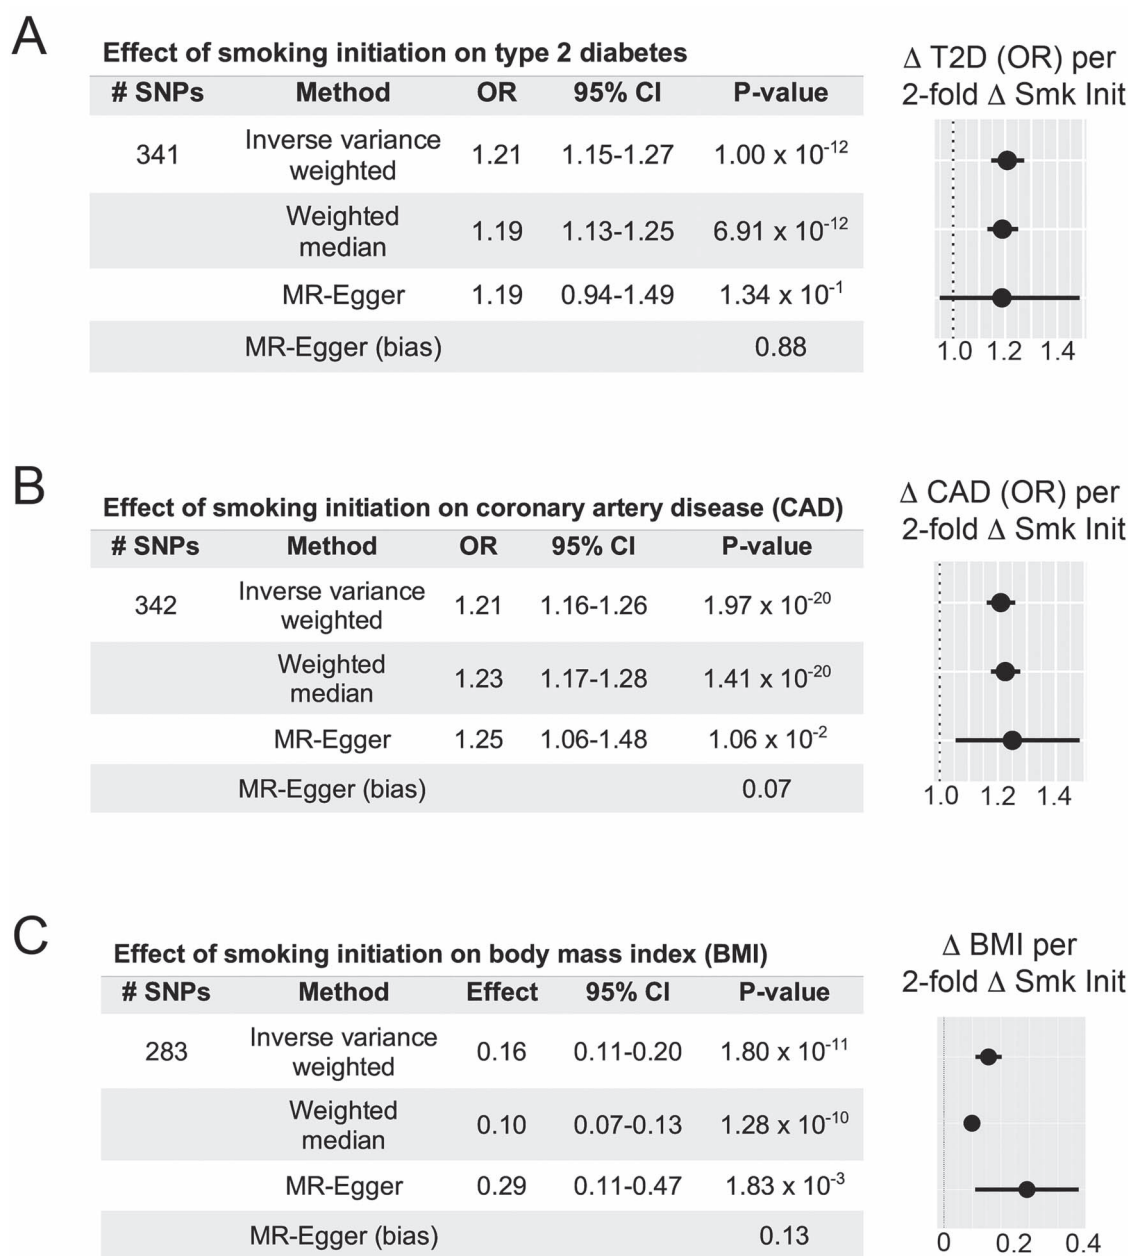 A
Effect of smoking initiation on type 2 diabetes
# SNPs Method OR 95% CI P-value
341 Inverse variance weighted 1.21 1.15-1.27 1.00 x 10-12
Weighted median 1.19 1.13-1.25 6.91 x 10-12
MR-Egger 1.19 0.94-1.49 1.34 x 10-1
MR-Egger (bias) 0.88
Δ T2D (OR) per
2-fold Δ Smk Init
1.0 1.2 1.4
B
Effect of smoking initiation on coronary artery disease (CAD)
# SNPs Method OR 95% CI P-value
342 Inverse variance weighted 1.21 1.16-1.26 1.97 x 10-20
Weighted median 1.23 1.17-1.28 1.41 x 10-20
MR-Egger 1.25 1.06-1.48 1.06 x 10-2
MR-Egger (bias) 0.07
Δ CAD (OR) per
2-fold Δ Smk Init
1.0 1.2 1.4
C
Effect of smoking initiation on body mass index (BMI)
# SNPs Method Effect 95% CI P-value
283 Inverse variance weighted 0.16 0.11-0.20 1.80 x 10-11
Weighted median 0.10 0.07-0.13 1.28 x 10-10
MR-Egger 0.29 0.11-0.47 1.83 x 10-3
MR-Egger (bias) 0.13
Δ BMI per
2-fold Δ Smk Init
0 0.2 0.4